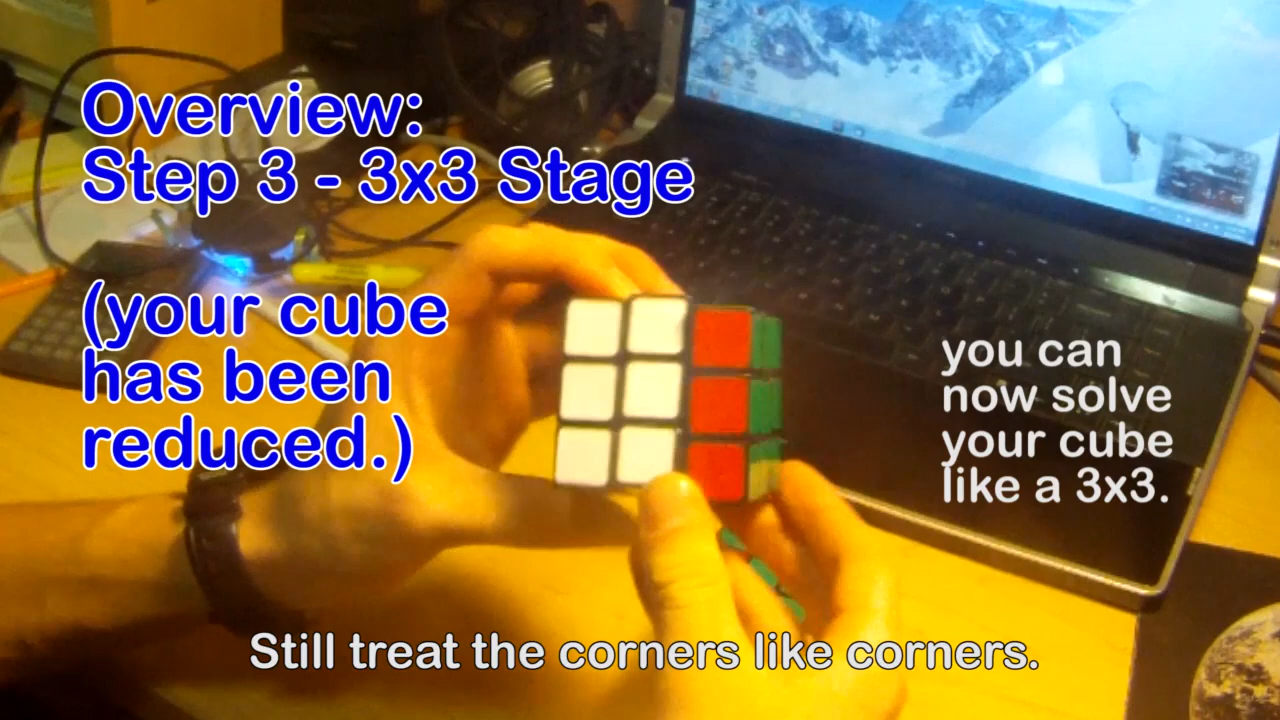 Overview:
Step 3 - 3x3 Stage
(your cube
has been
reduced.)
you can
now solve
your cube
like a 3x3.
Still treat the corners like corners.